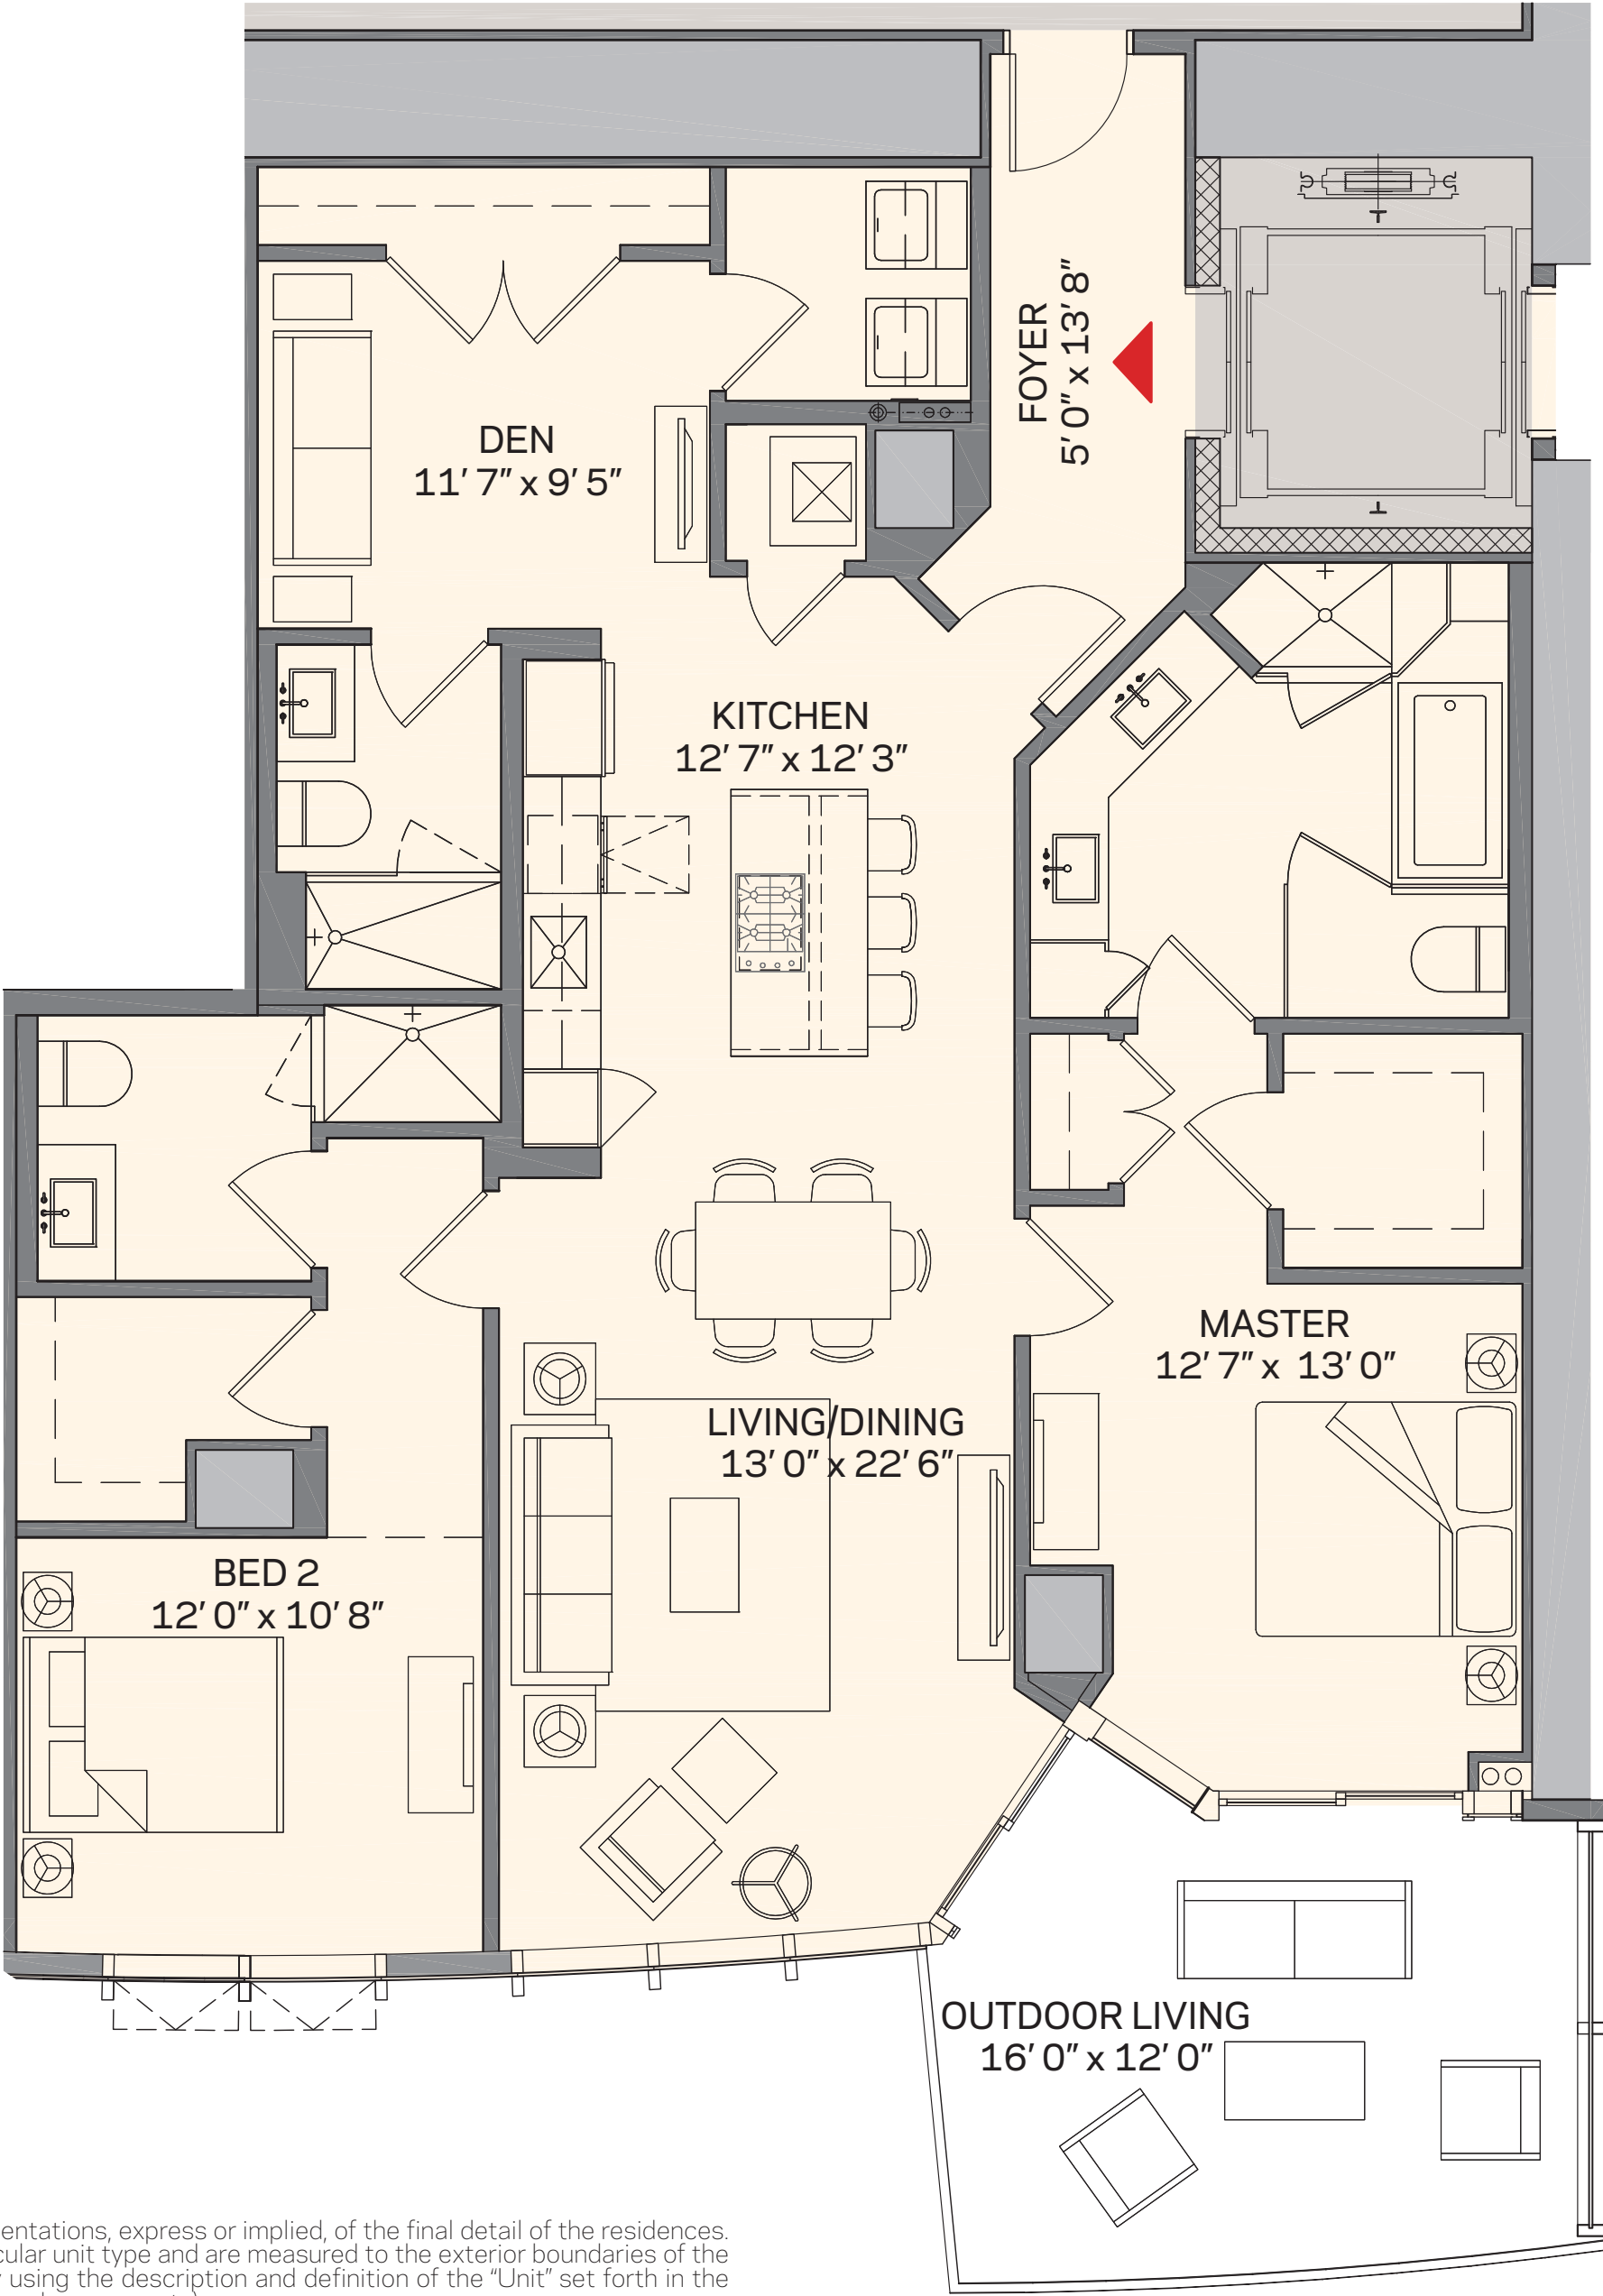 FOYER
5' 0" x 13' 8"
DEN
11' 7" x 9' 5"
KITCHEN
12' 7" x 12' 3"
MASTER
12' 7" x 13' 0"
LIVING/DINING
13' 0" x 22' 6"
BED 2
12' 0" x 10' 8"
OUTDOOR LIVING
16' 0" x 12' 0"
entations, express or implied, of the final detail of the residences.
cular unit type and are measured to the exterior boundaries of the
using the description and definition of the “Unit” set forth in the